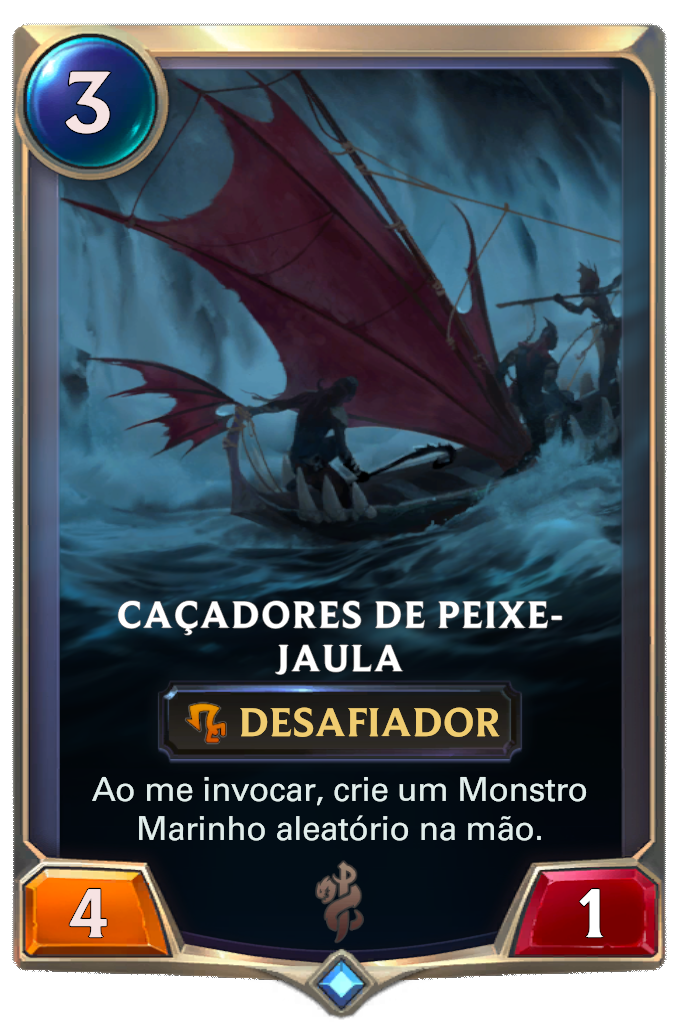 3
CAÇADORES DE PEIXE-
JAULA
DESAFIADOR
Ao me invocar, crie um Monstro
Marinho aleatório na mão.
4
1